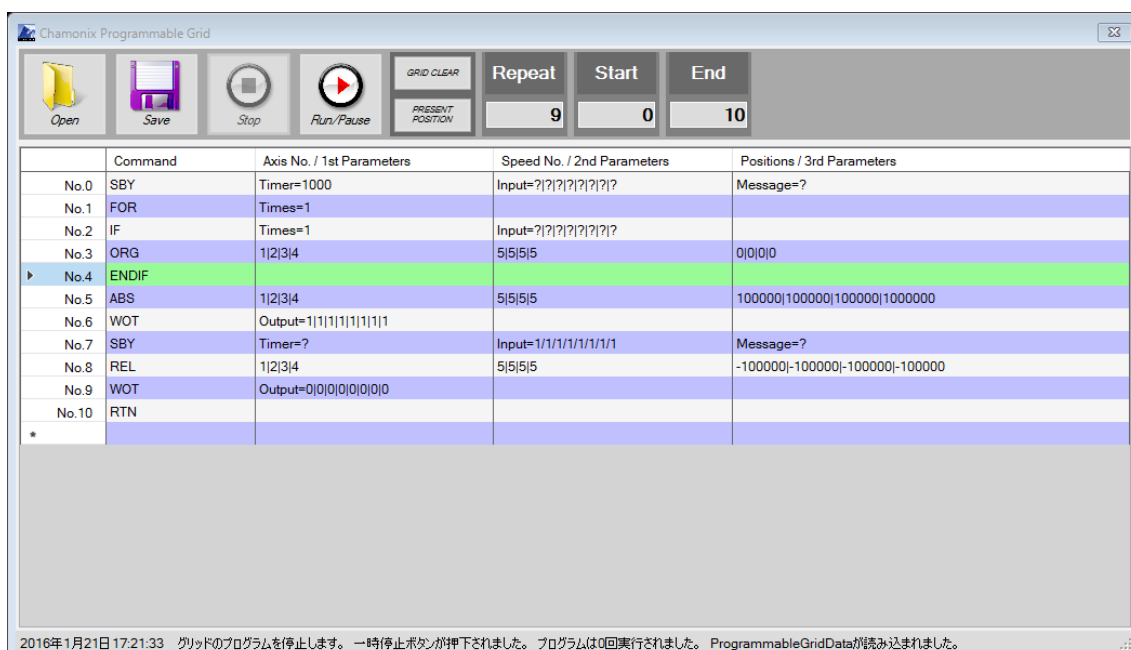 Chamonix Programmable Grid
Open Save Stop Run/Pause GRID CLEAR PRESENT POSITION Repeat Start End
9 0 10
Command Axis No. / 1st Parameters Speed No. / 2nd Parameters Positions / 3rd Parameters
No.0 SBY Timer=1000 Input=?|?|?|?|?|?|?|? Message=?
No.1 FOR Times=1
No.2 IF Times=1 Input=?|?|?|?|?|?|?|?
No.3 ORG 1|2|3|4 5|5|5|5 0|0|0|0
No.4 ENDIF
No.5 ABS 1|2|3|4 5|5|5|5 100000|100000|100000|1000000
No.6 WOT Output=1|1|1|1|1|1|1|1
No.7 SBY Timer=? Input=1/1/1/1/1/1/1/1 Message=?
No.8 REL 1|2|3|4 5|5|5|5 -100000|-100000|-100000|-100000
No.9 WOT Output=0|0|0|0|0|0|0|0
No.10 RTN
*
2016年1月21日 17:21:33 グリッドのプログラムを停止します。 一時停止ボタンが押下されました。 プログラムは0回実行されました。 ProgrammableGridDataが読み込まれました。